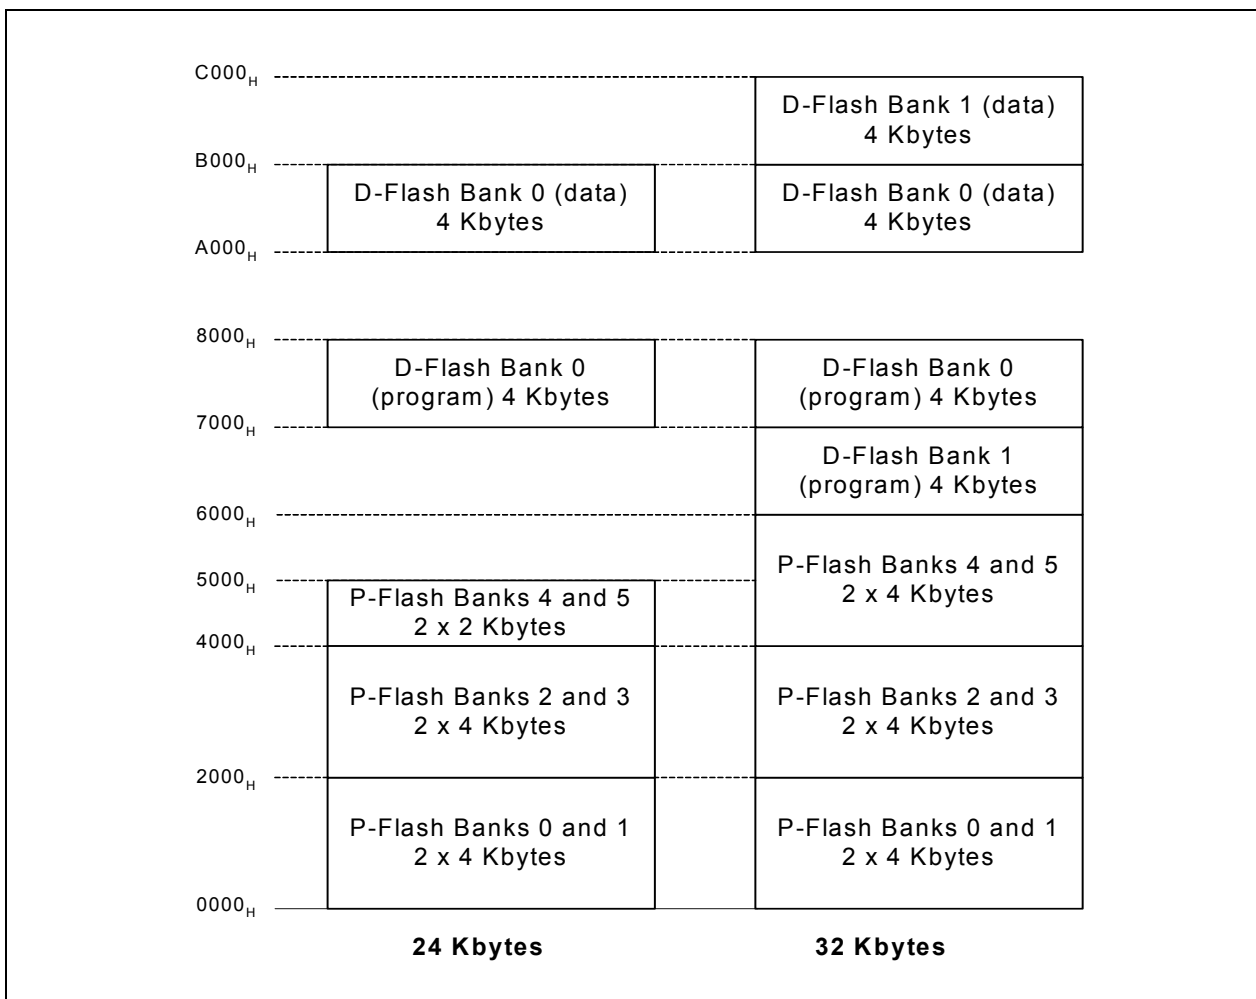 C000H
D-Flash Bank 1 (data)
4 Kbytes
B000H
D-Flash Bank 0 (data)
4 Kbytes
D-Flash Bank 0 (data)
4 Kbytes
A000H
8000H
D-Flash Bank 0
(program) 4 Kbytes
D-Flash Bank 0
(program) 4 Kbytes
7000H
D-Flash Bank 1
(program) 4 Kbytes
6000H
P-Flash Banks 4 and 5
2 x 4 Kbytes
5000H
P-Flash Banks 4 and 5
2 x 2 Kbytes
4000H
P-Flash Banks 2 and 3
2 x 4 Kbytes
P-Flash Banks 2 and 3
2 x 4 Kbytes
2000H
P-Flash Banks 0 and 1
2 x 4 Kbytes
P-Flash Banks 0 and 1
2 x 4 Kbytes
0000H
24 Kbytes
32 Kbytes